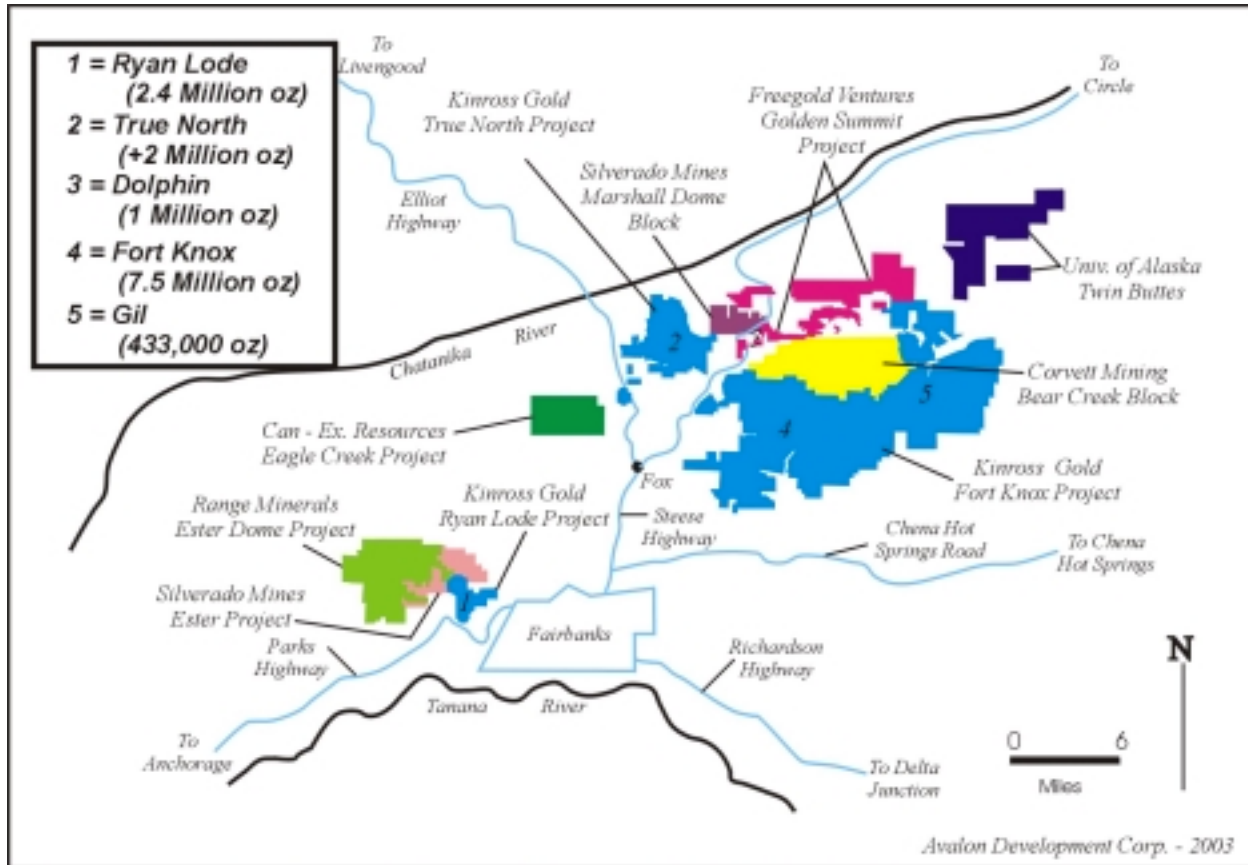 1 = Ryan Lode
(2.4 Million oz)
2 = True North
(+2 Million oz)
3 = Dolphin
(1 Million oz)
4 = Fort Knox
(7.5 Million oz)
5 = Gil
(433,000 oz)
To
Livengood
Kinross Gold
True North Project
Freegold Ventures
Golden Summit
Project
To
Circle
Silverado Mines
Marshall Dome
Block
Elliot
Highway
Univ. of Alaska
Twin Buttes
Chatanika River
2
Corvett Mining
Bear Creek Block
5
4
Can - Ex. Resources
Eagle Creek Project
Fox
Kinross Gold
Fort Knox Project
Range Minerals
Ester Dome Project
Kinross Gold
Ryan Lode Project
Steese
Highway
Chena Hot
Springs Road
To Chena
Hot Springs
1
Silverado Mines
Ester Project
Parks
Highway
Fairbanks
Richardson
Highway
N
Tanana River
To
Anchorage
0 6
Miles
To Delta
Junction
Avalon Development Corp. - 2003